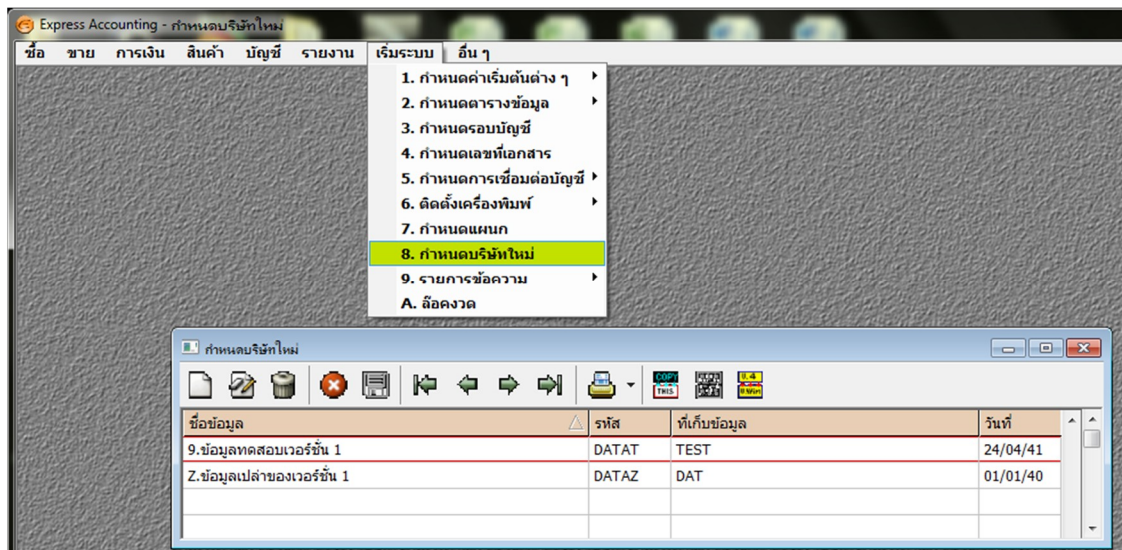 Express Accounting - กำหนดบริษัทใหม่
ซื้อ ขาย การเงิน สินค้า บัญชี รายงาน เริ่มระบบ อื่น ๆ
1. กำหนดค่าเริ่มต้นต่าง ๆ
2. กำหนดตารางข้อมูล
3. กำหนดรอบบัญชี
4. กำหนดเลขที่เอกสาร
5. กำหนดการเชื่อมต่อบัญชี
6. ติดตั้งเครื่องพิมพ์
7. กำหนดแผนก
8. กำหนดบริษัทใหม่
9. รายการข้อความ
A. ล๊อคงวด
กำหนดบริษัทใหม่
COPY
THIS
ชื่อข้อมูล รหัส ที่เก็บข้อมูล วันที่
9.ข้อมูลทดสอบเวอร์ชั่น 1 DATAT TEST 24/04/41
Z.ข้อมูลเปล่าของเวอร์ชั่น 1 DATAZ DAT 01/01/40